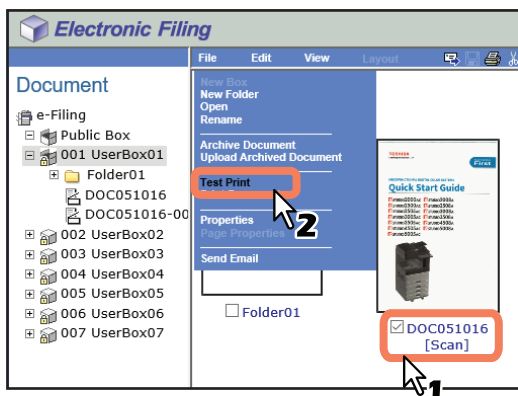 Electronic Filing
File Edit View Layout
Document
e-Filing
Public Box
001 UserBox01
Folder01
DOC051016
DOC051016-00
002 UserBox02
003 UserBox03
004 UserBox04
005 UserBox05
006 UserBox06
007 UserBox07
New Box
New Folder
Open
Rename
Archive Document
Upload Archived Document
Test Print
Properties
Page Properties
Send Email
2
Folder01
TOSHIBA
Quick Start Guide
DOC051016
[Scan]
1